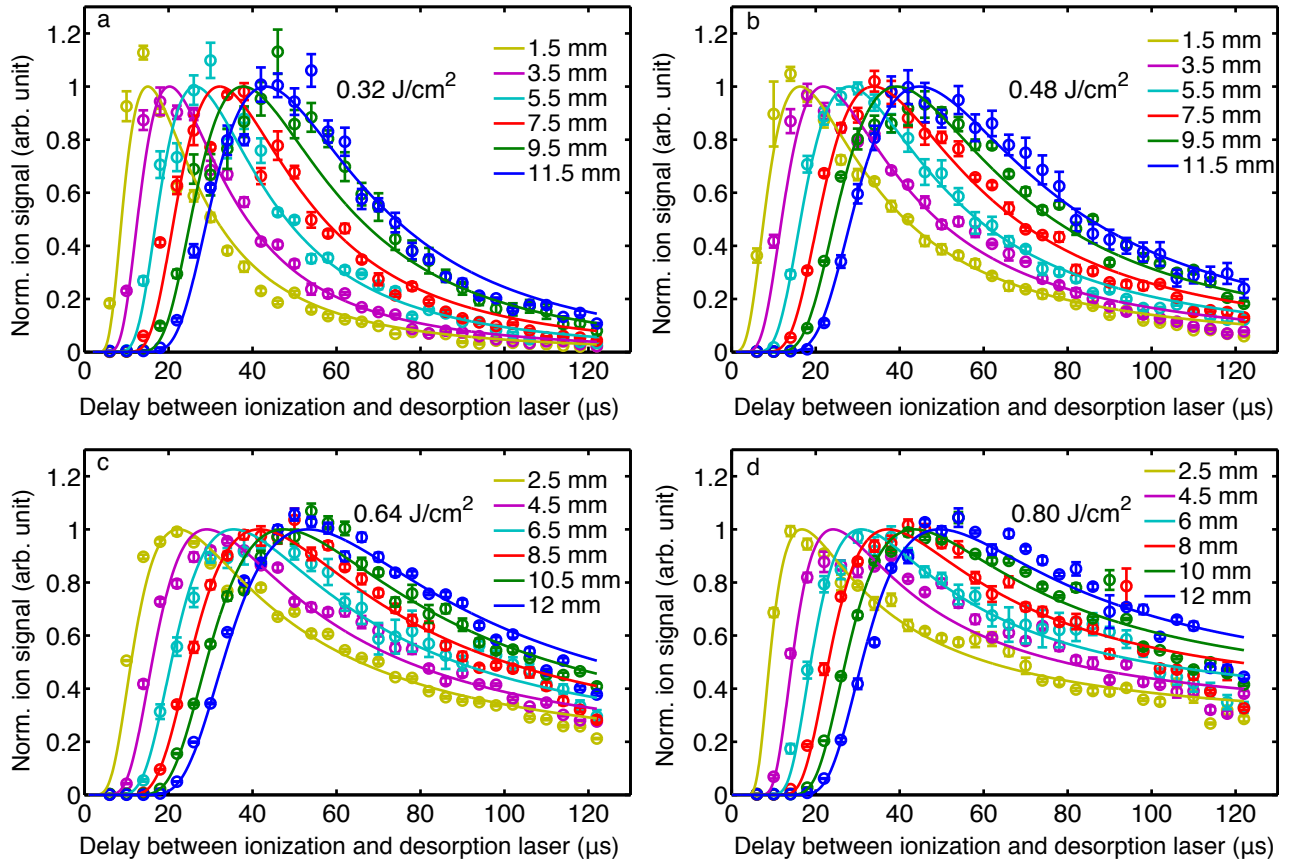 a
0.32 J/cm²
1.5 mm
3.5 mm
5.5 mm
7.5 mm
9.5 mm
11.5 mm
Norm. ion signal (arb. unit)
0
0.2
0.4
0.6
0.8
1
1.2
0 20 40 60 80 100 120
Delay between ionization and desorption laser (µs)
b
0.48 J/cm²
1.5 mm
3.5 mm
5.5 mm
7.5 mm
9.5 mm
11.5 mm
Norm. ion signal (arb. unit)
0
0.2
0.4
0.6
0.8
1
1.2
0 20 40 60 80 100 120
Delay between ionization and desorption laser (µs)
c
0.64 J/cm²
2.5 mm
4.5 mm
6.5 mm
8.5 mm
10.5 mm
12 mm
Norm. ion signal (arb. unit)
0
0.2
0.4
0.6
0.8
1
1.2
0 20 40 60 80 100 120
Delay between ionization and desorption laser (µs)
d
0.80 J/cm²
2.5 mm
4.5 mm
6 mm
8 mm
10 mm
12 mm
Norm. ion signal (arb. unit)
0
0.2
0.4
0.6
0.8
1
1.2
0 20 40 60 80 100 120
Delay between ionization and desorption laser (µs)